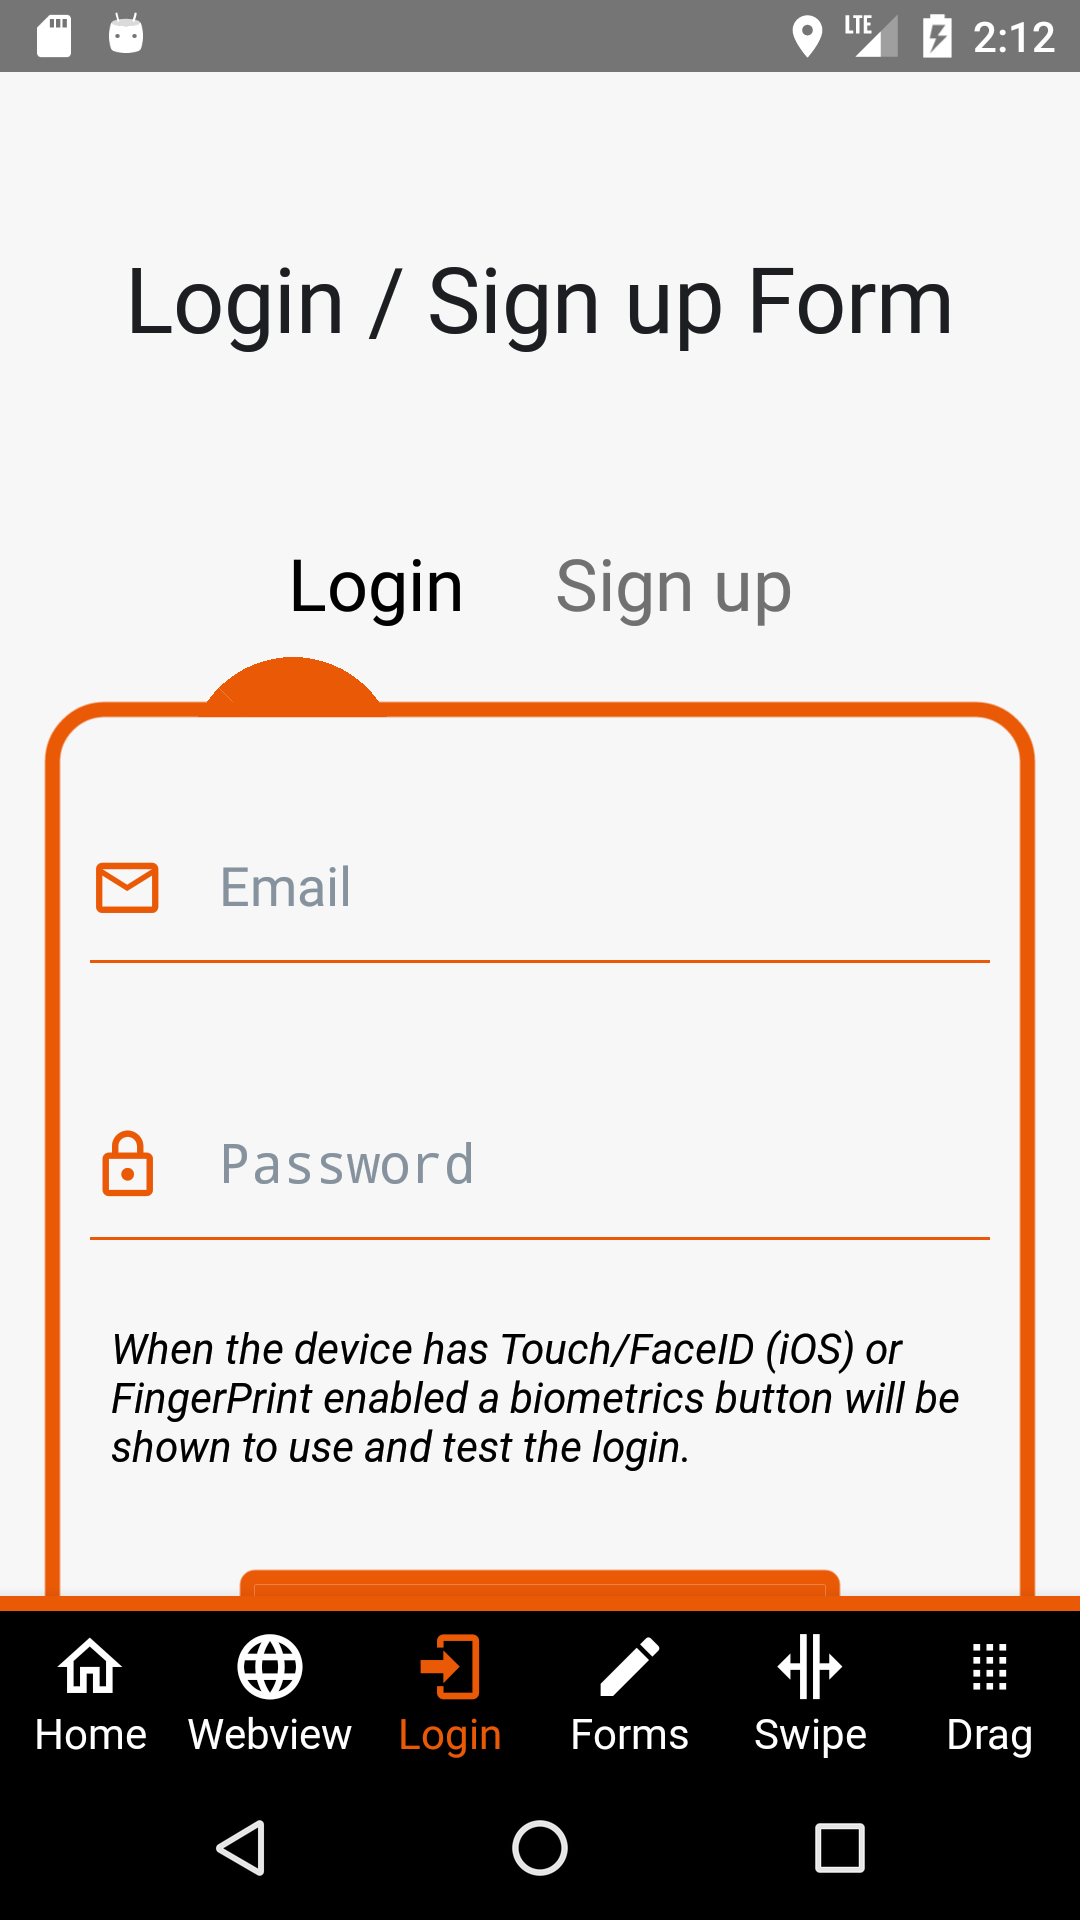 LTE 2:12
Login / Sign up Form
Login Sign up
Email
Password
When the device has Touch/FaceID (iOS) or
FingerPrint enabled a biometrics button will be
shown to use and test the login.
Home Webview Login Forms Swipe Drag